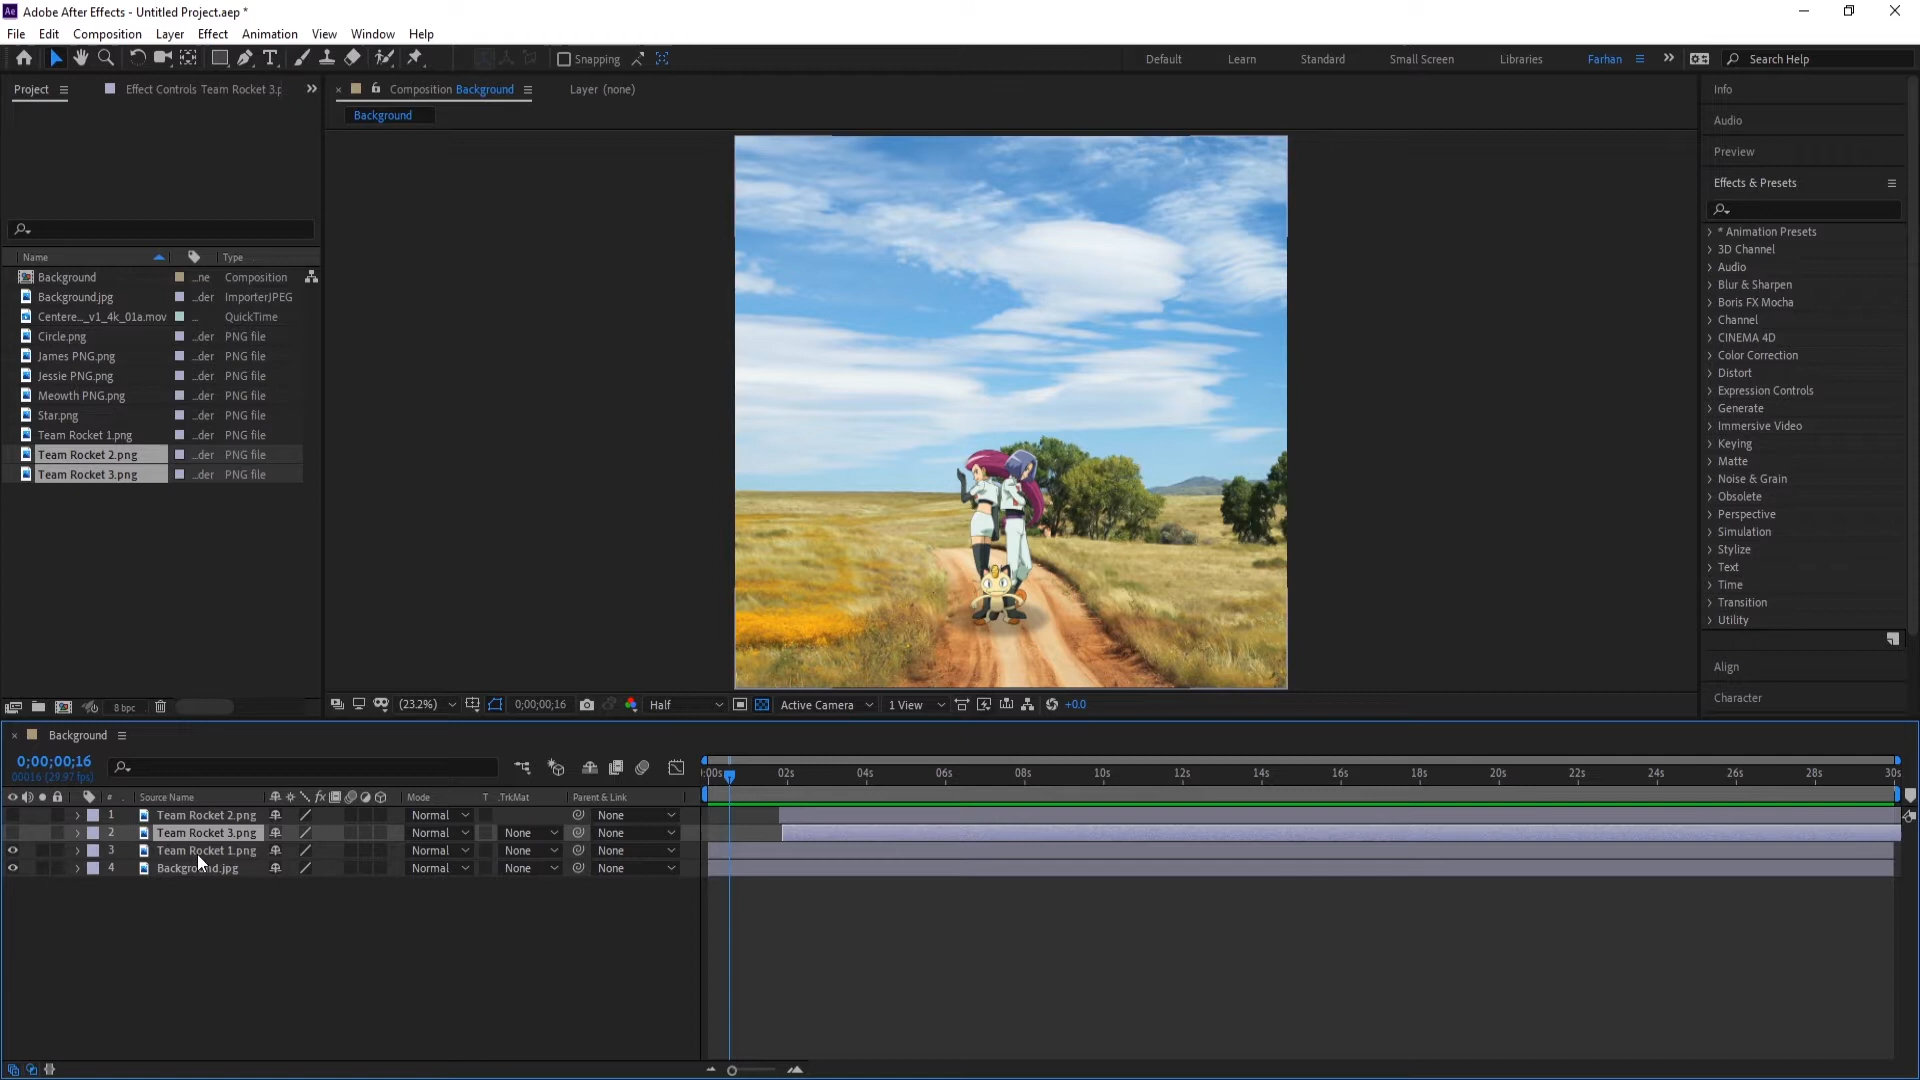 Ae Adobe After Effects - Untitled Project.aep *
File Edit Composition Layer Effect Animation View Window Help
Snapping Default Learn Standard Small Screen Libraries Farhan Search Help
Project Effect Controls Team Rocket 3.p
Composition Background Layer (none)
Background
Name Type
Background ...ne Composition
Background.jpg ...der ImporterJPEG
Centere..._v1_4k_01a.mov ... QuickTime
Circle.png ...der PNG file
James PNG.png ...der PNG file
Jessie PNG.png ...der PNG file
Meowth PNG.png ...der PNG file
Star.png ...der PNG file
Team Rocket 1.png ...der PNG file
Team Rocket 2.png ...der PNG file
Team Rocket 3.png ...der PNG file
8 bpc
(23.2%) 0;00;00;16 Half Active Camera 1 View +0.0
Info
Audio
Preview
Effects & Presets
* Animation Presets
3D Channel
Audio
Blur & Sharpen
Boris FX Mocha
Channel
CINEMA 4D
Color Correction
Distort
Expression Controls
Generate
Immersive Video
Keying
Matte
Noise & Grain
Obsolete
Perspective
Simulation
Stylize
Text
Time
Transition
Utility
Align
Character
Background
0;00;00;16
00016 (29.97 fps)
:00s 02s 04s 06s 08s 10s 12s 14s 16s 18s 20s 22s 24s 26s 28s 30s
# . Source Name fx Mode T .TrkMat Parent & Link
1 Team Rocket 2.png Normal None
2 Team Rocket 3.png Normal None None
3 Team Rocket 1.png Normal None None
4 Background.jpg Normal None None